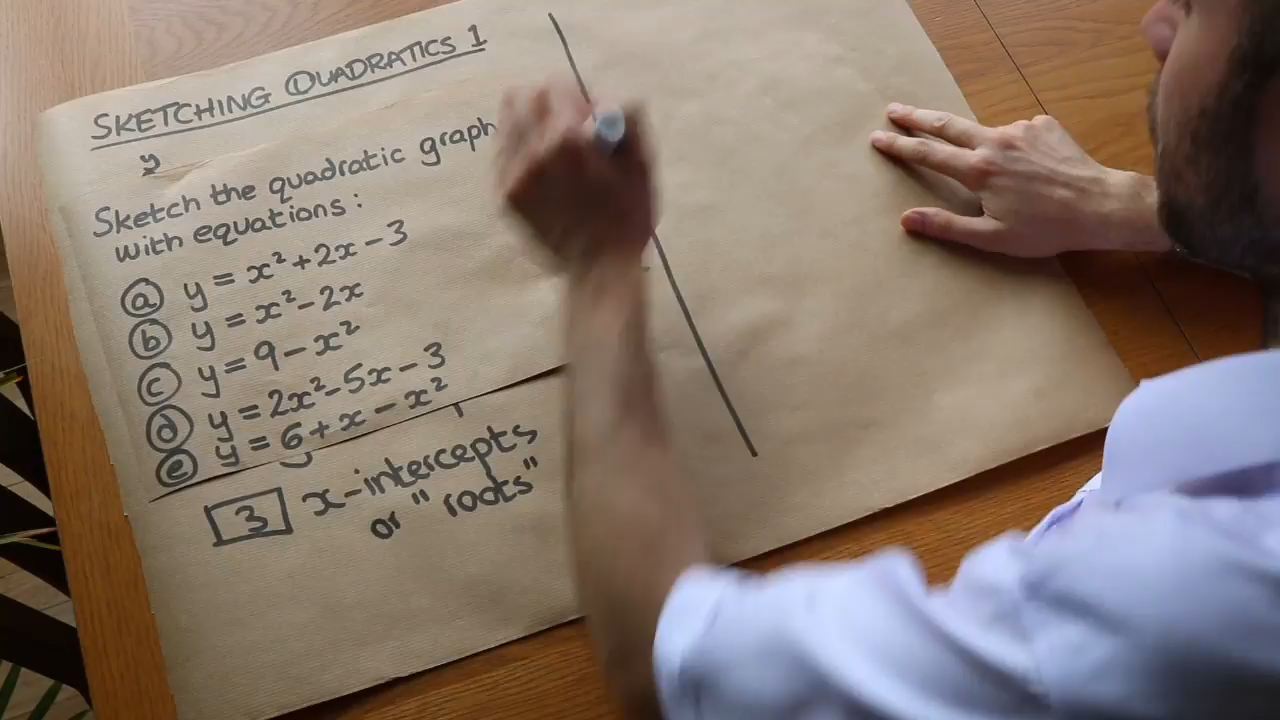 SKETCHING QUADRATICS 1
y
Sketch the quadratic graph
with equations:
a y = x² + 2x - 3
b y = x² - 2x
c y = 9 - x²
d y = 2x² - 5x - 3
e y = 6 + x - x²
3 x-intercepts
or "roots"